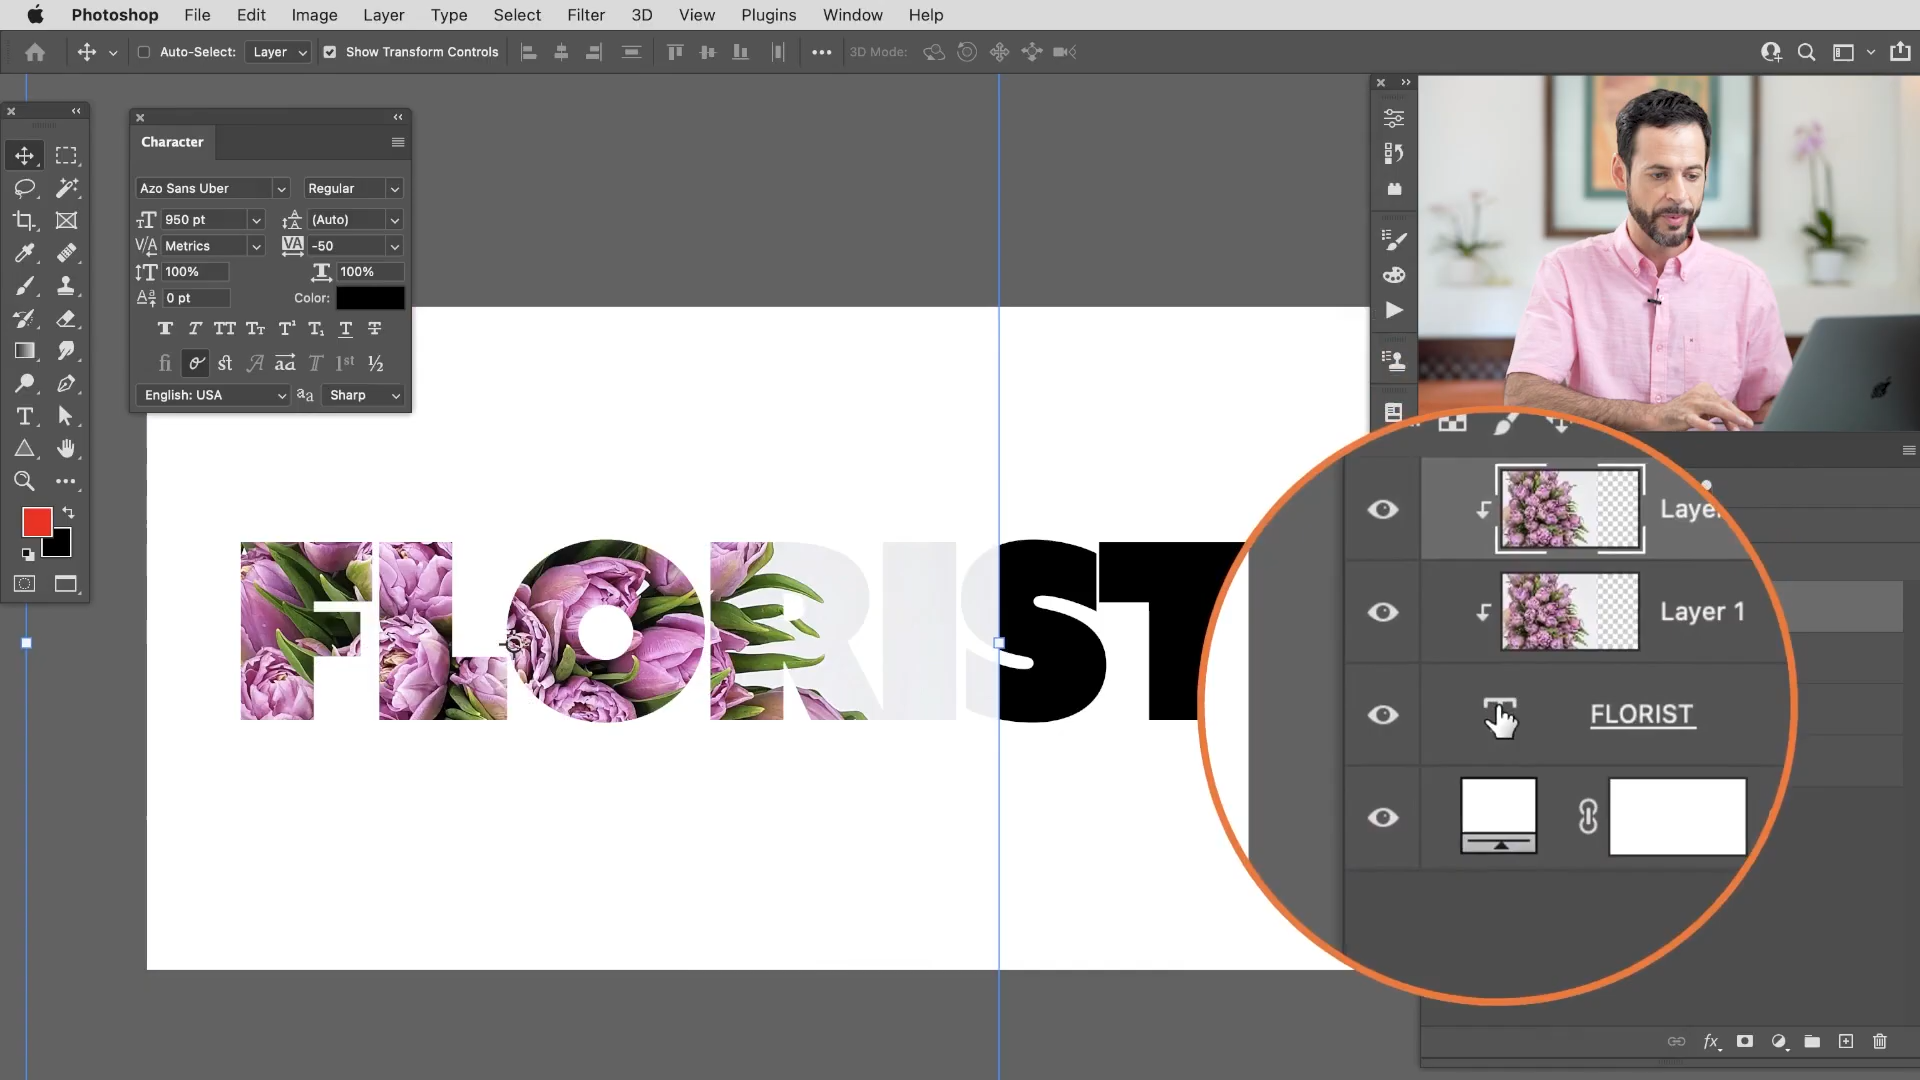 Photoshop File Edit Image Layer Type Select Filter 3D View Plugins Window Help
Auto-Select: Layer Show Transform Controls 3D Mode:
Character
Azo Sans Uber Regular
950 pt (Auto)
Metrics -50
100% 100%
0 pt Color:
English: USA Sharp
FLORIST
Laye
Layer 1
FLORIST
fx